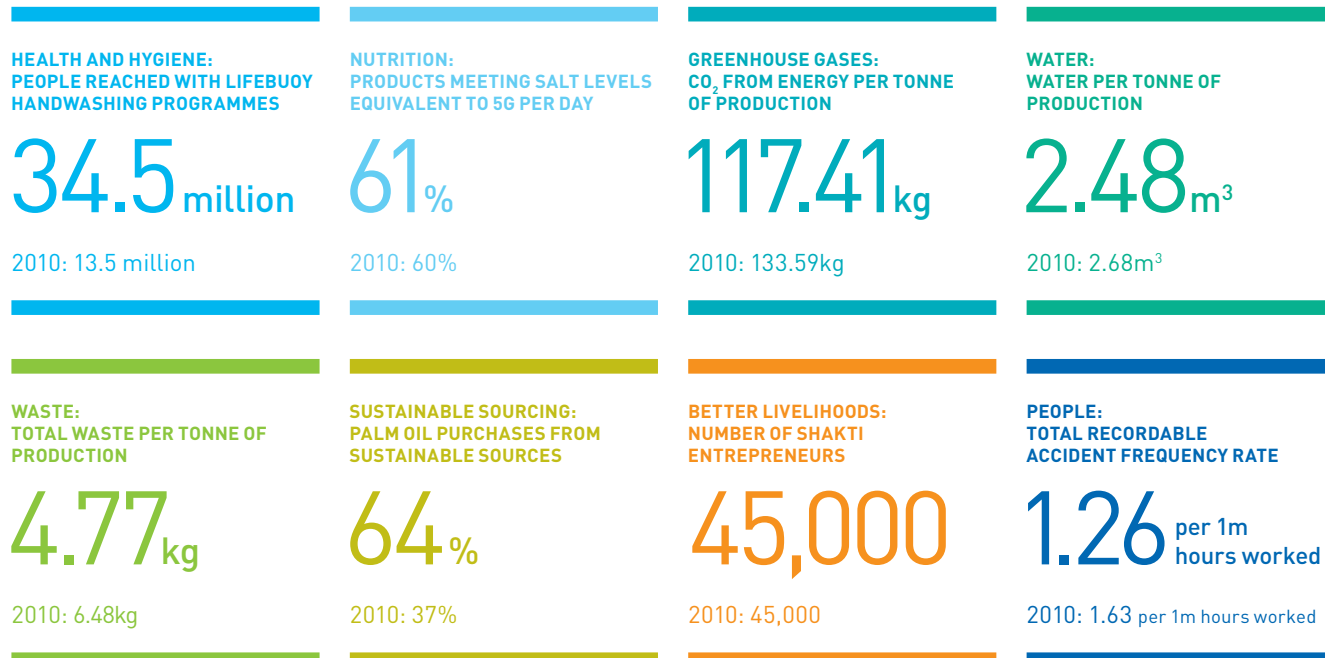 HEALTH AND HYGIENE:
PEOPLE REACHED WITH LIFEBUOY
HANDWASHING PROGRAMMES
34.5 million
2010: 13.5 million
NUTRITION:
PRODUCTS MEETING SALT LEVELS
EQUIVALENT TO 5G PER DAY
61%
2010: 60%
GREENHOUSE GASES:
CO₂ FROM ENERGY PER TONNE
OF PRODUCTION
117.41kg
2010: 133.59kg
WATER:
WATER PER TONNE OF
PRODUCTION
2.48m³
2010: 2.68m³
WASTE:
TOTAL WASTE PER TONNE OF
PRODUCTION
4.77kg
2010: 6.48kg
SUSTAINABLE SOURCING:
PALM OIL PURCHASES FROM
SUSTAINABLE SOURCES
64%
2010: 37%
BETTER LIVELIHOODS:
NUMBER OF SHAKTI
ENTREPRENEURS
45,000
2010: 45,000
PEOPLE:
TOTAL RECORDABLE
ACCIDENT FREQUENCY RATE
1.26 per 1m
hours worked
2010: 1.63 per 1m hours worked